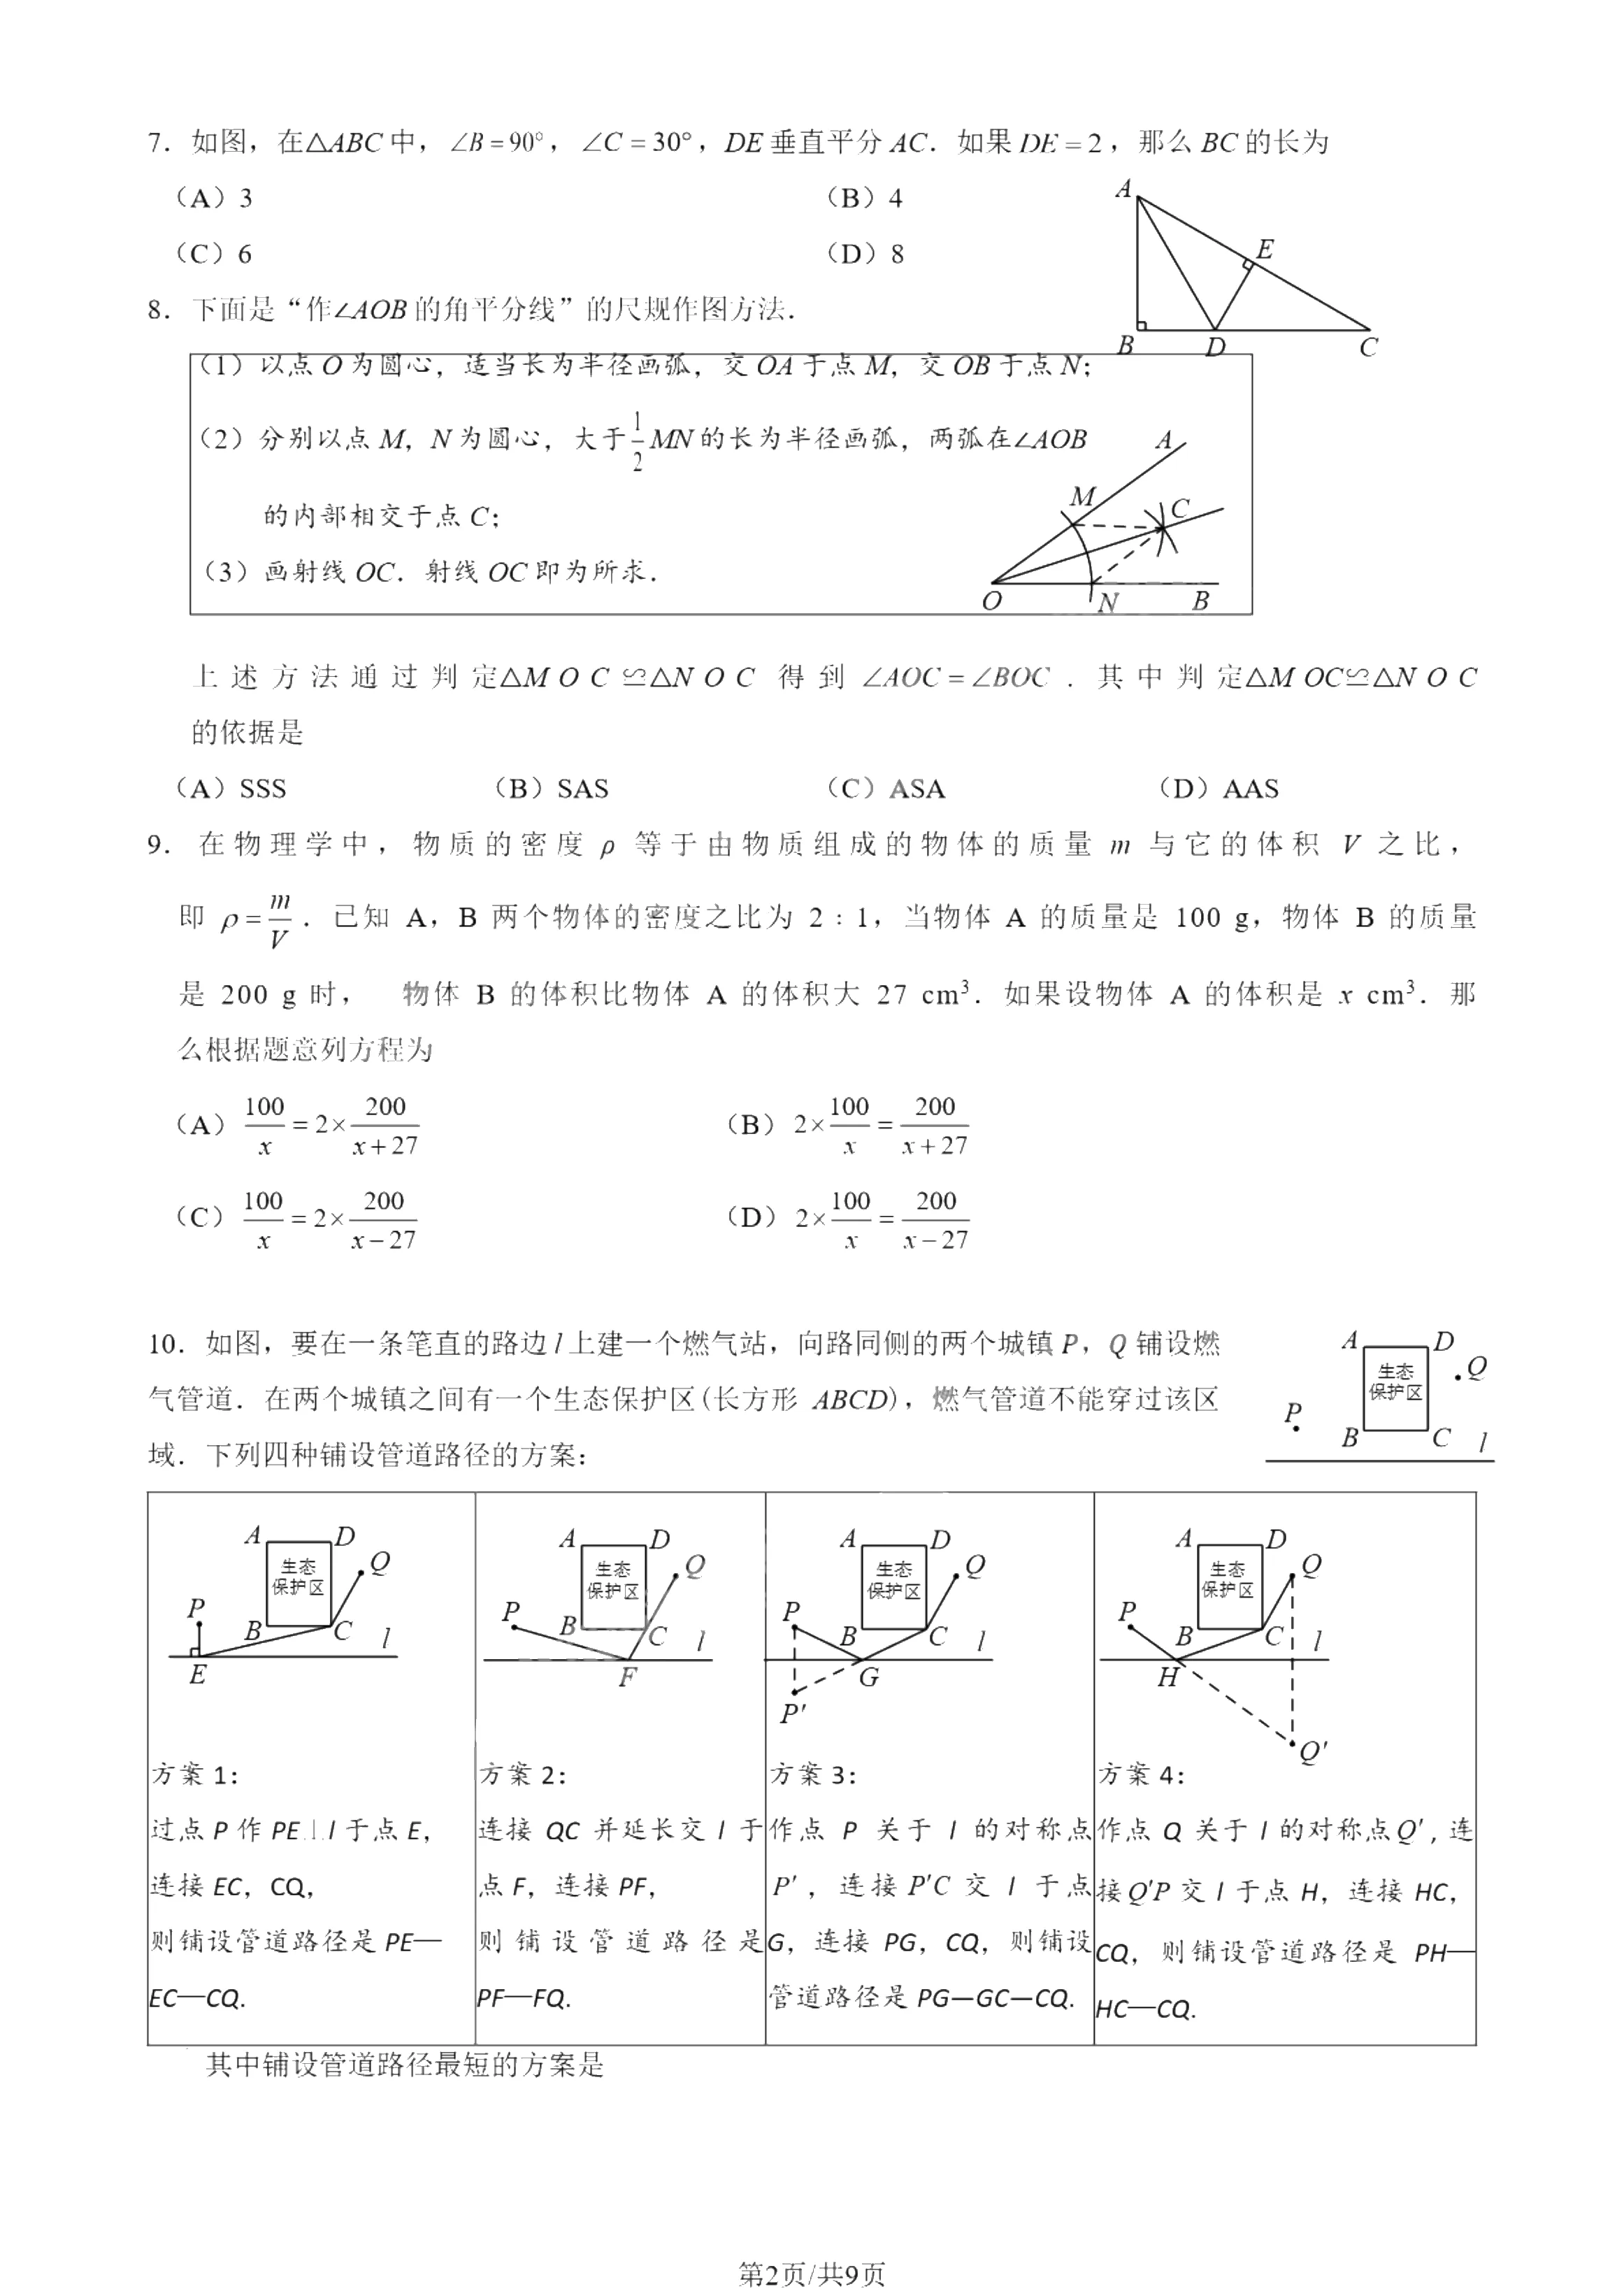 7. 如图，在△ABC中，∠B=90°，∠C=30°，DE垂直平分AC．如果DE=2，那么BC的长为
（A）3 （B）4
（C）6 （D）8
A
E
B D C
8. 下面是“作∠AOB的角平分线”的尺规作图方法．
（1）以点O为圆心，适当长为半径画弧，交OA于点M，交OB于点N；
（2）分别以点M，N为圆心，大于1/2MN的长为半径画弧，两弧在∠AOB
的内部相交于点C；
（3）画射线OC．射线OC即为所求．
A
M C
O N B
上述方法通过判定△MOC≌△NOC得到∠AOC=∠BOC．其中判定△MOC≌△NOC
的依据是
（A）SSS （B）SAS （C）ASA （D）AAS
9. 在物理学中，物质的密度ρ等于由物质组成的物体的质量m与它的体积V之比，
即ρ=m/V．已知A，B两个物体的密度之比为2：1，当物体A的质量是100 g，物体B的质量
是200 g时， 物体B的体积比物体A的体积大27 cm³．如果设物体A的体积是x cm³．那
么根据题意列方程为
（A）100/x=2×200/(x+27) （B）2×100/x=200/(x+27)
（C）100/x=2×200/(x−27) （D）2×100/x=200/(x−27)
10. 如图，要在一条笔直的路边l上建一个燃气站，向路同侧的两个城镇P，Q铺设燃
气管道．在两个城镇之间有一个生态保护区(长方形ABCD)，燃气管道不能穿过该区
域．下列四种铺设管道路径的方案：
A D
生态
保护区
Q
P
B C l
A D
生态
保护区
Q
P
B C l
E
方案1：
过点P作PE⊥l于点E，
连接EC，CQ，
则铺设管道路径是PE—
EC—CQ.
A D
生态
保护区
Q
P
B C l
F
方案2：
连接QC并延长交l于
点F，连接PF，
则铺设管道路径是
PF—FQ.
A D
生态
保护区
Q
P
B C l
G
P′
方案3：
作点P关于l的对称点
P′，连接P′C交l于点
G，连接PG，CQ，则铺设
管道路径是PG—GC—CQ.
A D
生态
保护区
Q
P
B C l
H
Q′
方案4：
作点Q关于l的对称点Q′，连
接Q′P交l于点H，连接HC，
CQ，则铺设管道路径是PH—
HC—CQ.
其中铺设管道路径最短的方案是
第2页/共9页